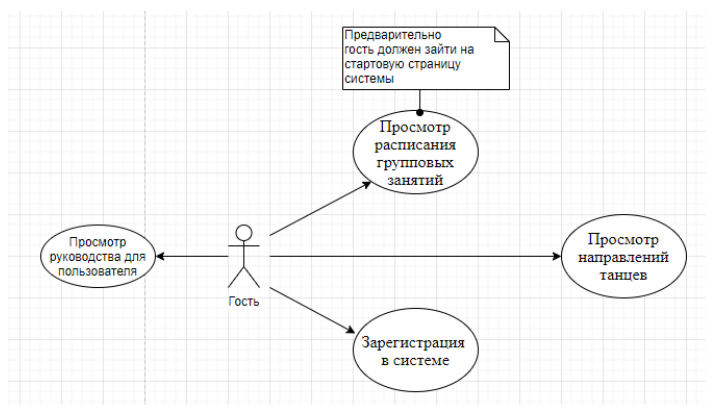 Предварительно
гость должен зайти на
стартовую страницу
системы
Просмотр
расписания
групповых
занятий
Просмотр
руководства для
пользователя
Гость
Просмотр
направлений
танцев
Зарегистрация
в системе